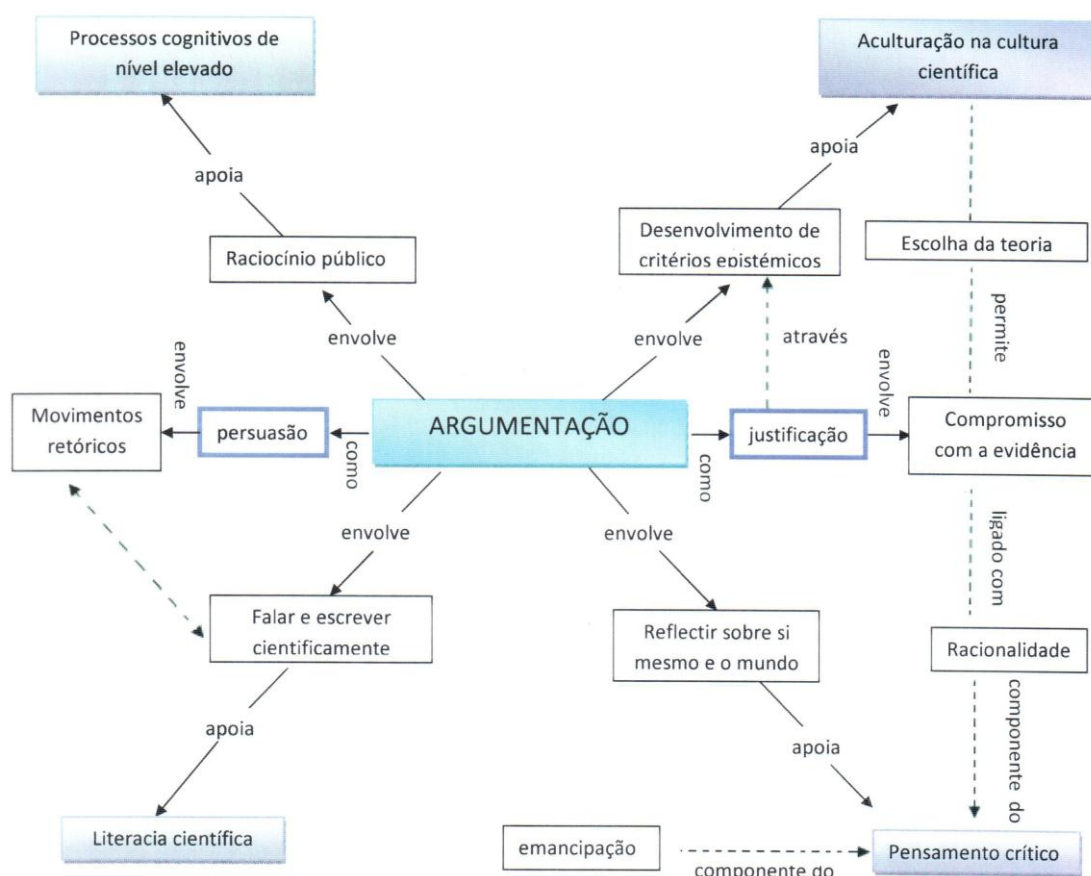 Processos cognitivos de
nível elevado
Aculturação na cultura
científica
apoia
apoia
Raciocínio público
Desenvolvimento de
critérios epistémicos
Escolha da teoria
envolve
envolve
através
permite
envolve
envolve
Movimentos
retóricos
persuasão
como
ARGUMENTAÇÃO
como
justificação
Compromisso
com a evidência
envolve
envolve
ligado com
Falar e escrever
cientificamente
Reflectir sobre si
mesmo e o mundo
Racionalidade
apoia
apoia
componente do
Literacia científica
emancipação
componente do
Pensamento crítico